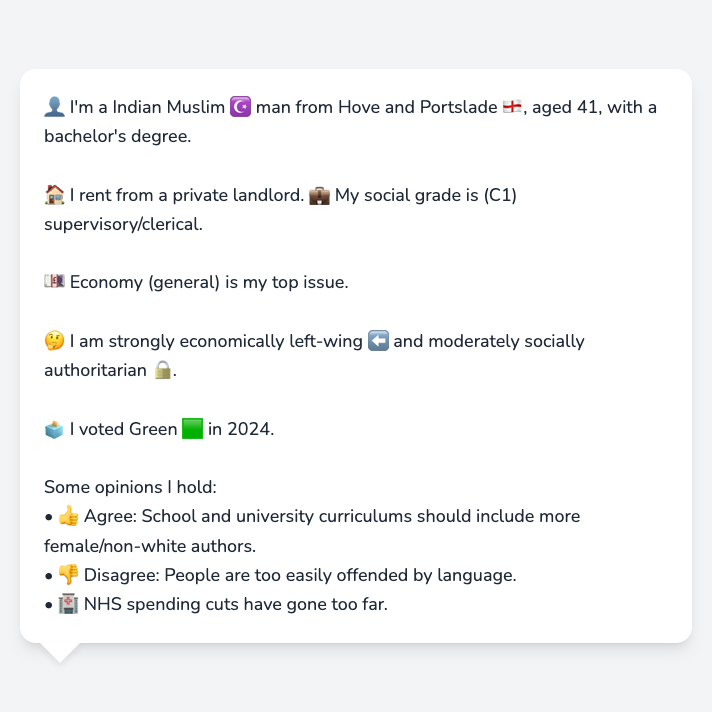 👤 I'm a Indian Muslim ☪️ man from Hove and Portslade 🏴󠁧󠁢󠁥󠁮󠁧󠁿, aged 41, with a
bachelor's degree.
🏠 I rent from a private landlord. 💼 My social grade is (C1)
supervisory/clerical.
💷 Economy (general) is my top issue.
🤔 I am strongly economically left-wing ⬅️ and moderately socially
authoritarian 🔒.
🗳️ I voted Green 🟩 in 2024.
Some opinions I hold:
• 👍 Agree: School and university curriculums should include more
female/non-white authors.
• 👎 Disagree: People are too easily offended by language.
• 🏥 NHS spending cuts have gone too far.